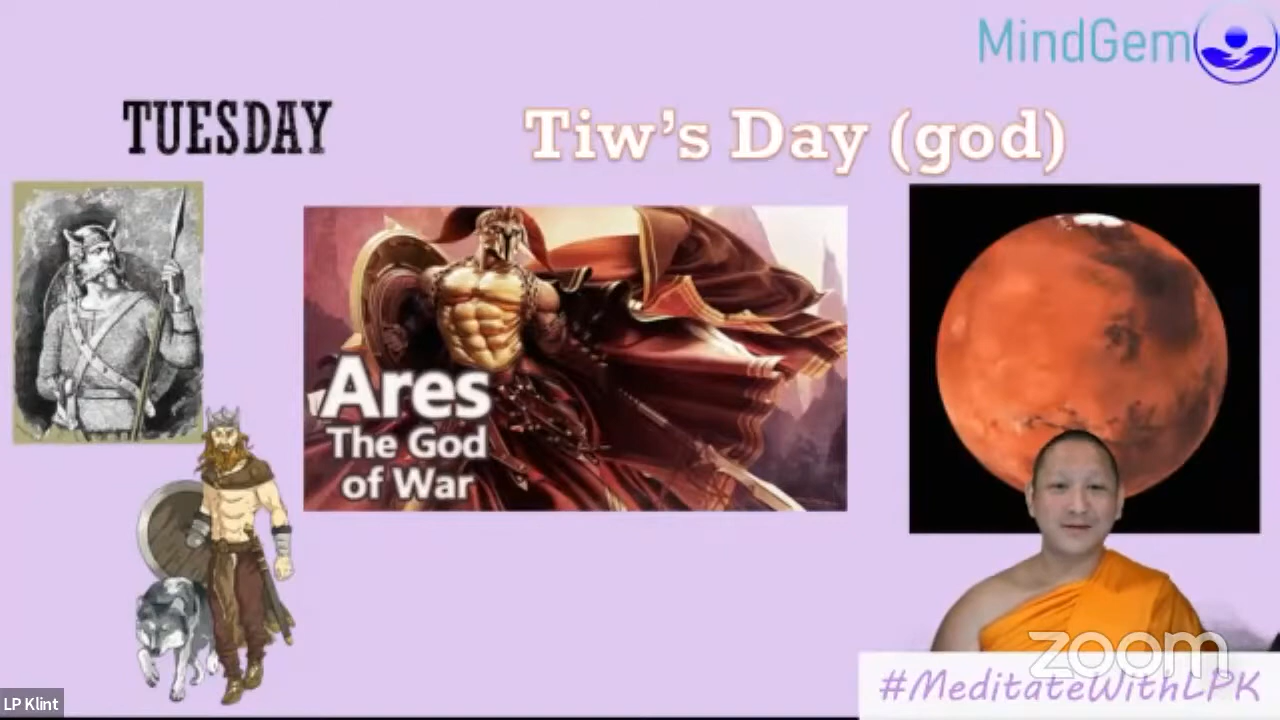 MindGem
TUESDAY
Tiw's Day (god)
Ares
The God
of War
zoom
#MeditateWithLPK
LP Klint